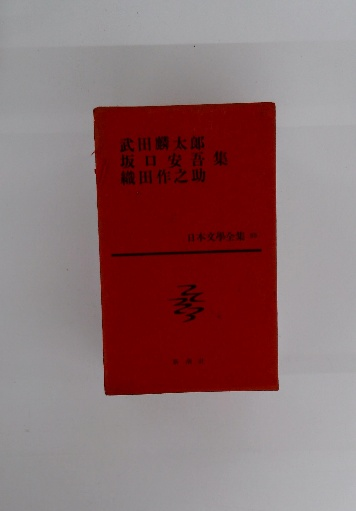 武田麟太郎
坂口安吾集
織田作之助
日本文學全集